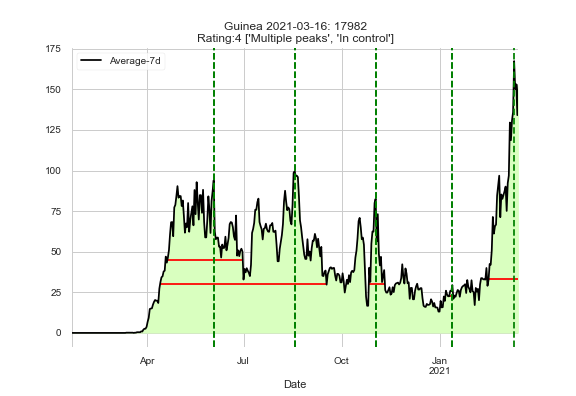 Guinea 2021-03-16: 17982
Rating:4 ['Multiple peaks', 'In control']
Average-7d
175
150
125
100
75
50
25
0
Apr
Jul
Oct
Jan
2021
Date